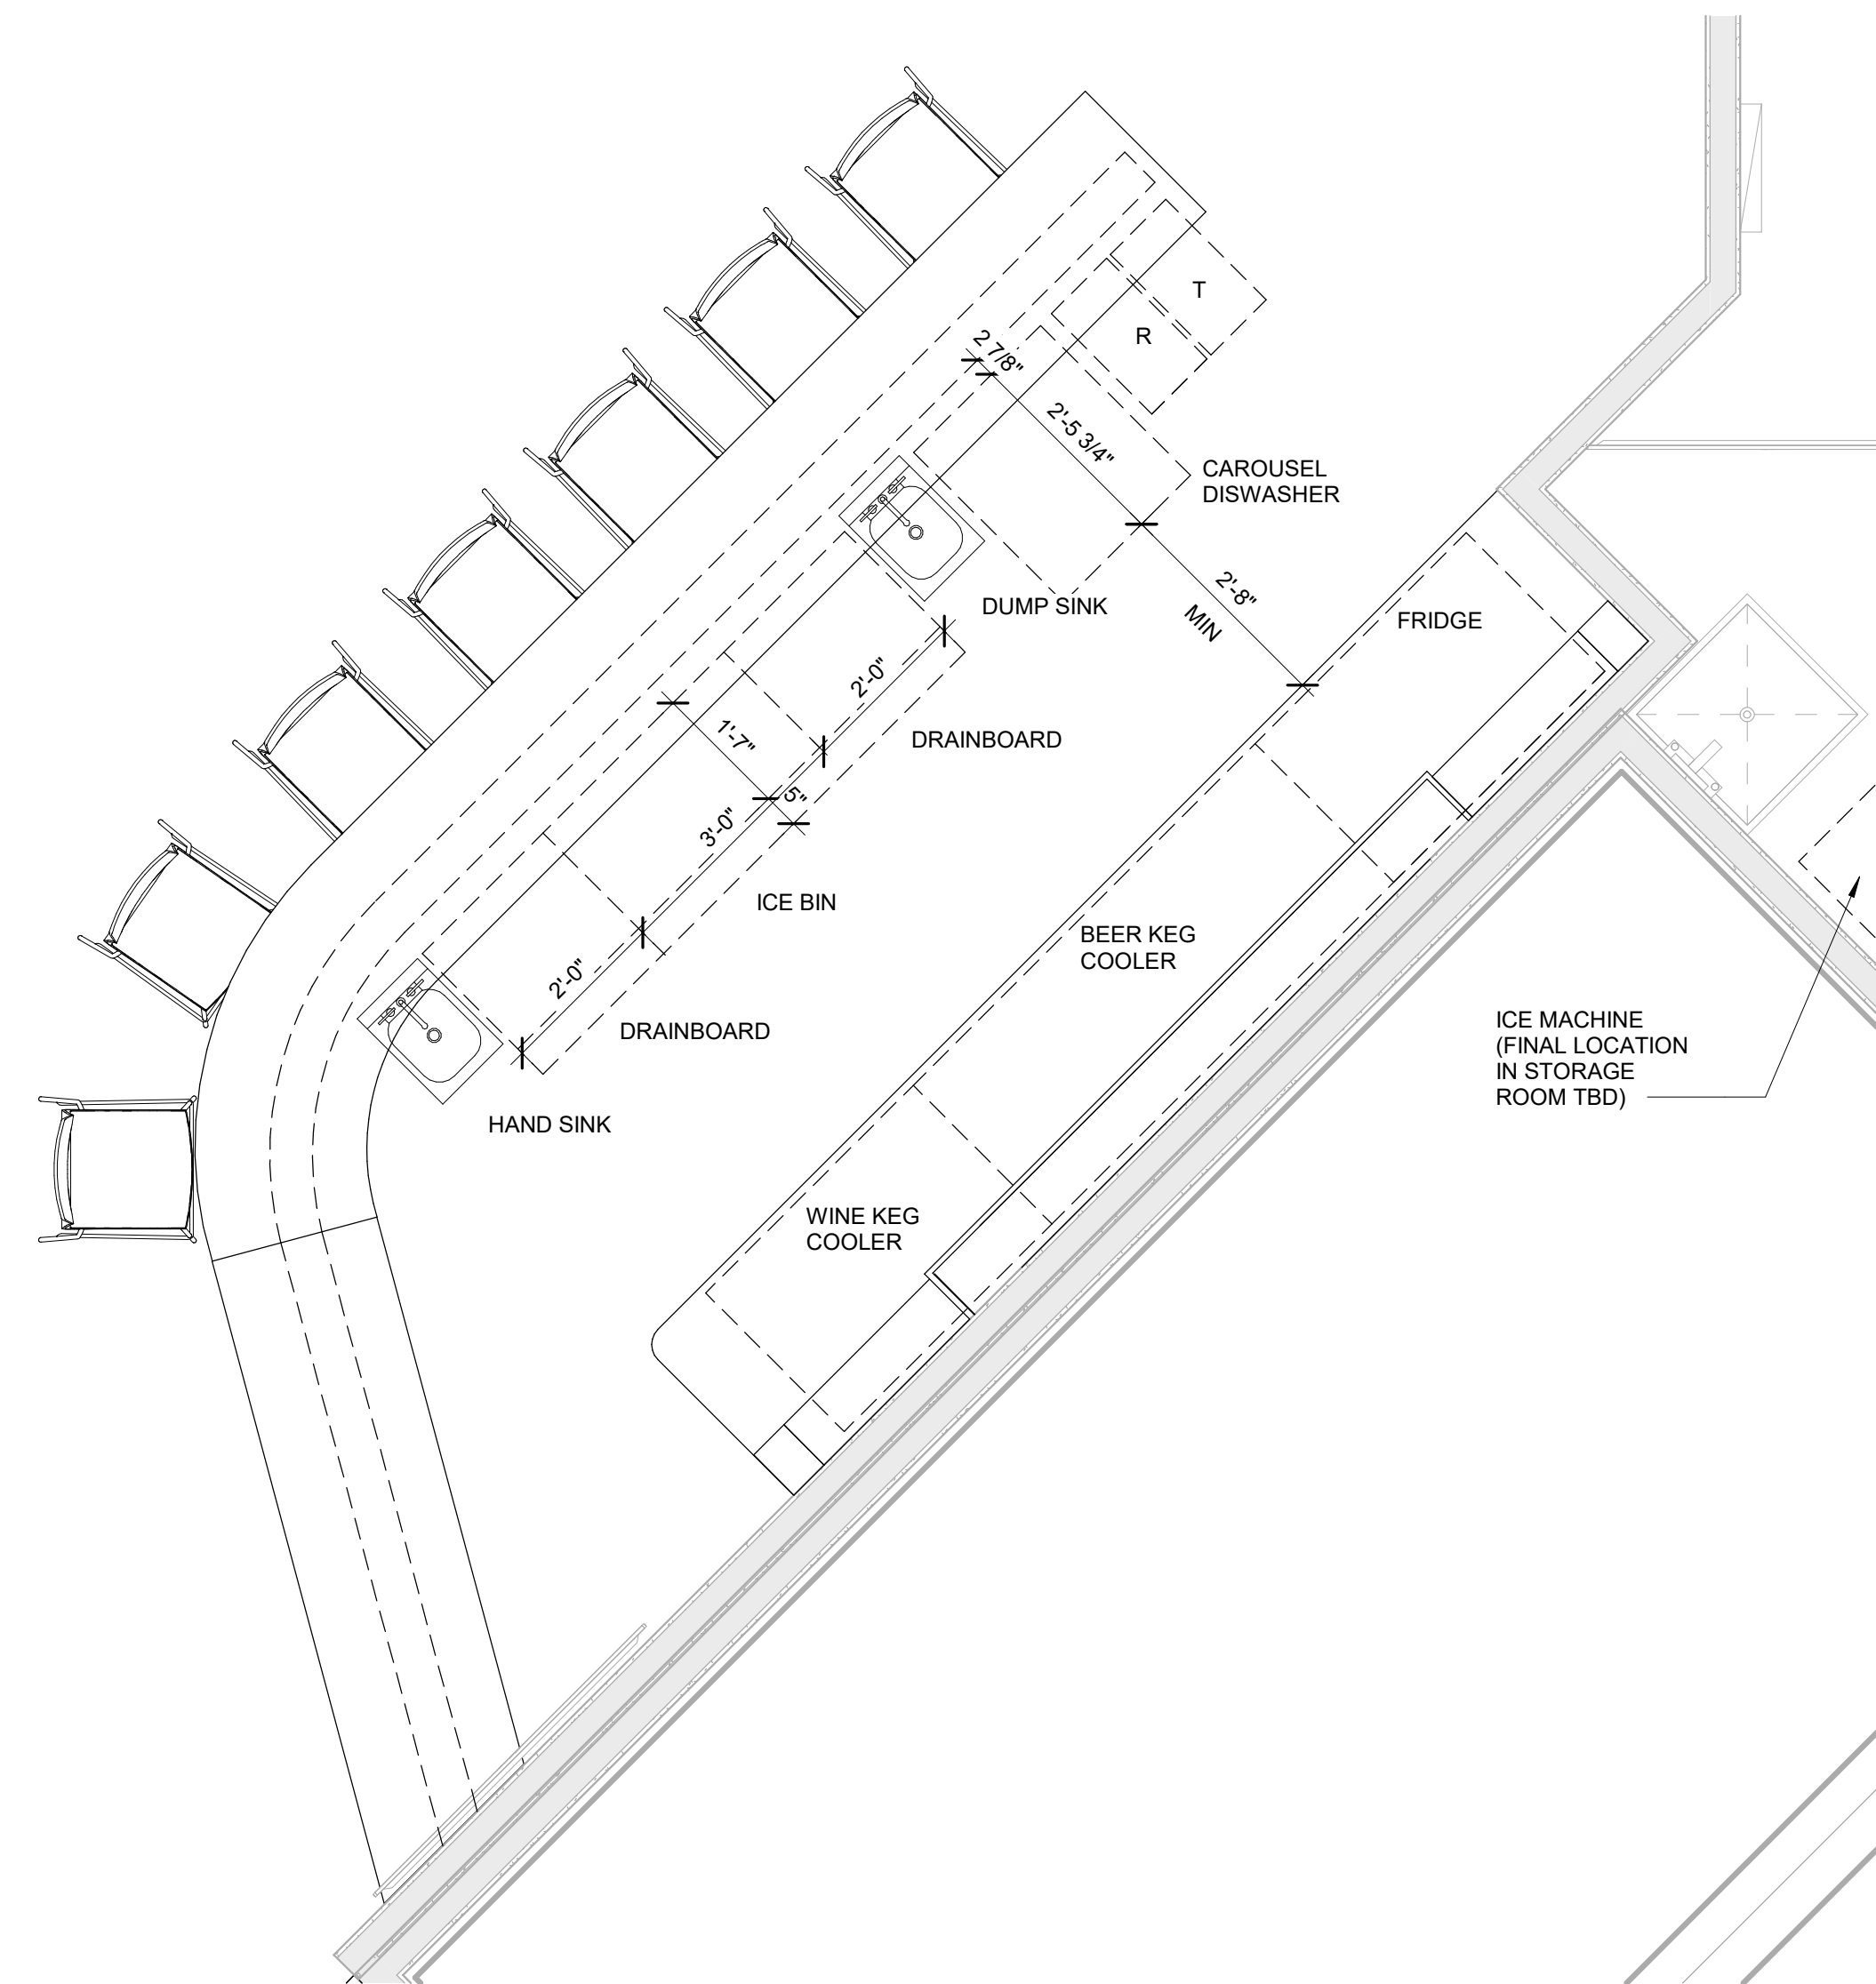 T
R
2 7/8"
2'-5 3/4"
CAROUSEL
DISWASHER
2'-8"
MIN
DUMP SINK
FRIDGE
2'-0"
DRAINBOARD
1'-7"
5"
3'-0"
ICE BIN
BEER KEG
COOLER
2'-0"
DRAINBOARD
ICE MACHINE
(FINAL LOCATION
IN STORAGE
ROOM TBD)
HAND SINK
WINE KEG
COOLER